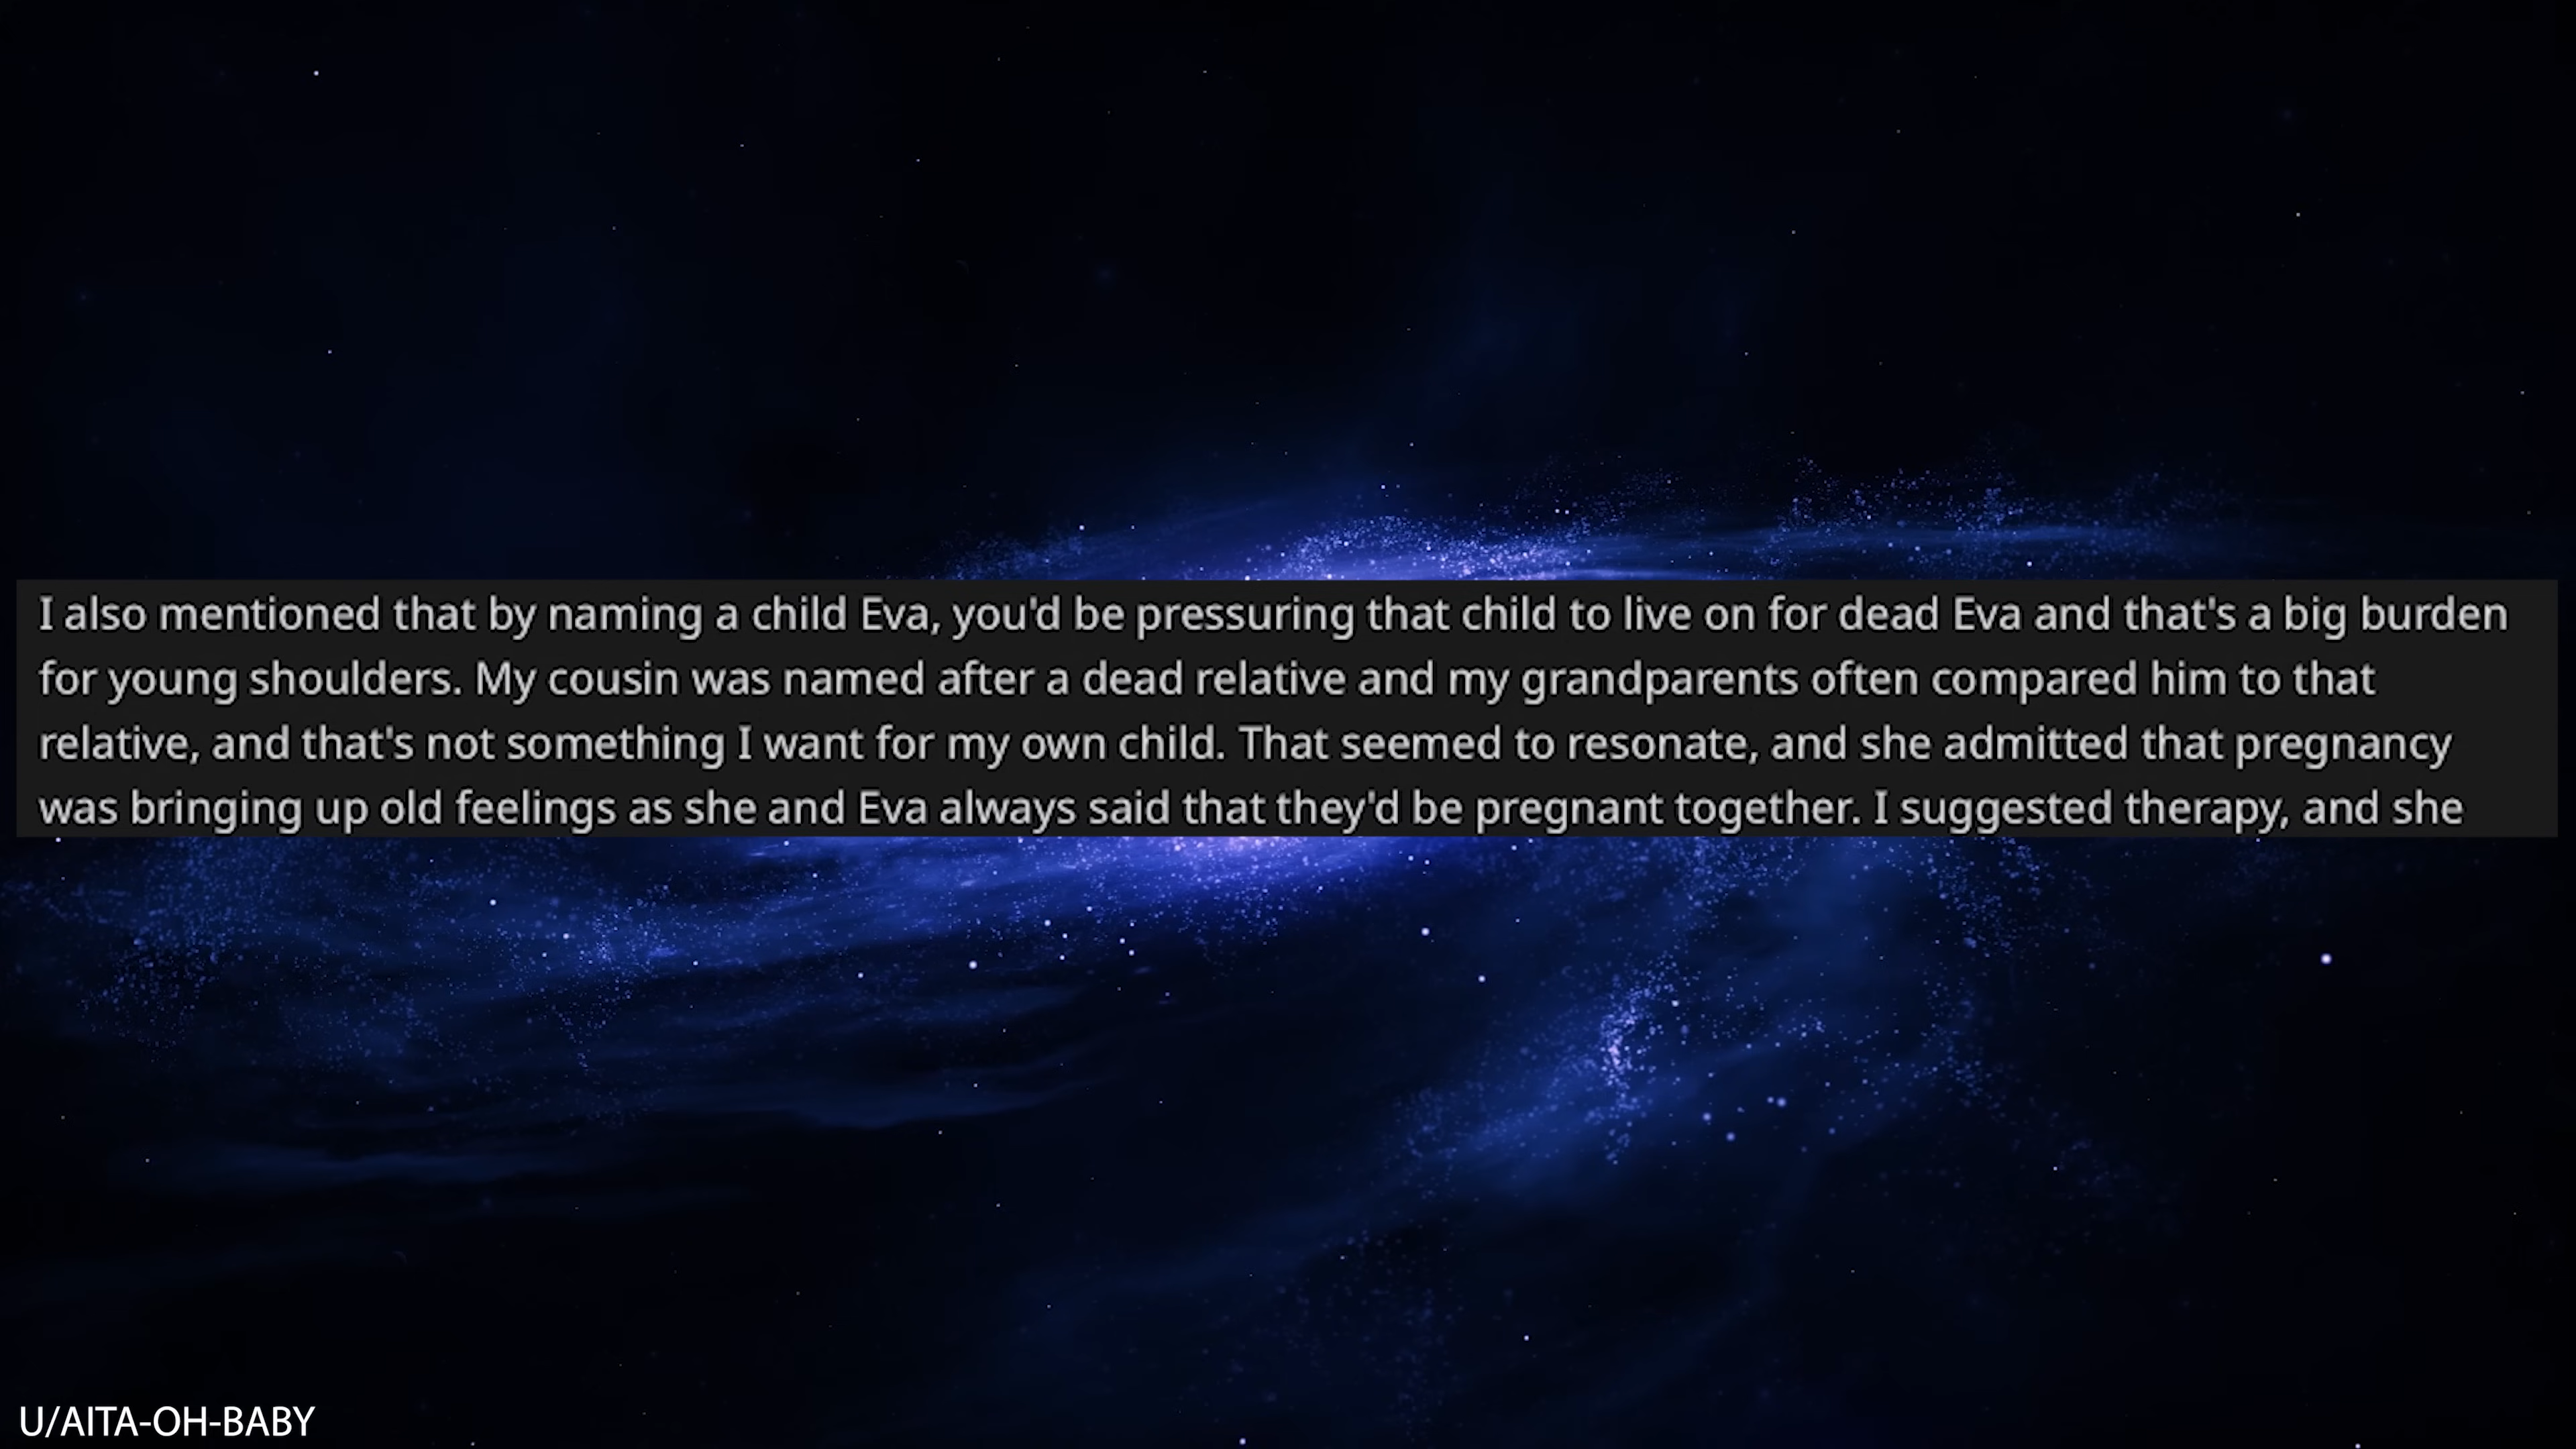 I also mentioned that by naming a child Eva, you'd be pressuring that child to live on for dead Eva and that's a big burden
for young shoulders. My cousin was named after a dead relative and my grandparents often compared him to that
relative, and that's not something I want for my own child. That seemed to resonate, and she admitted that pregnancy
was bringing up old feelings as she and Eva always said that they'd be pregnant together. I suggested therapy, and she
U/AITA-OH-BABY